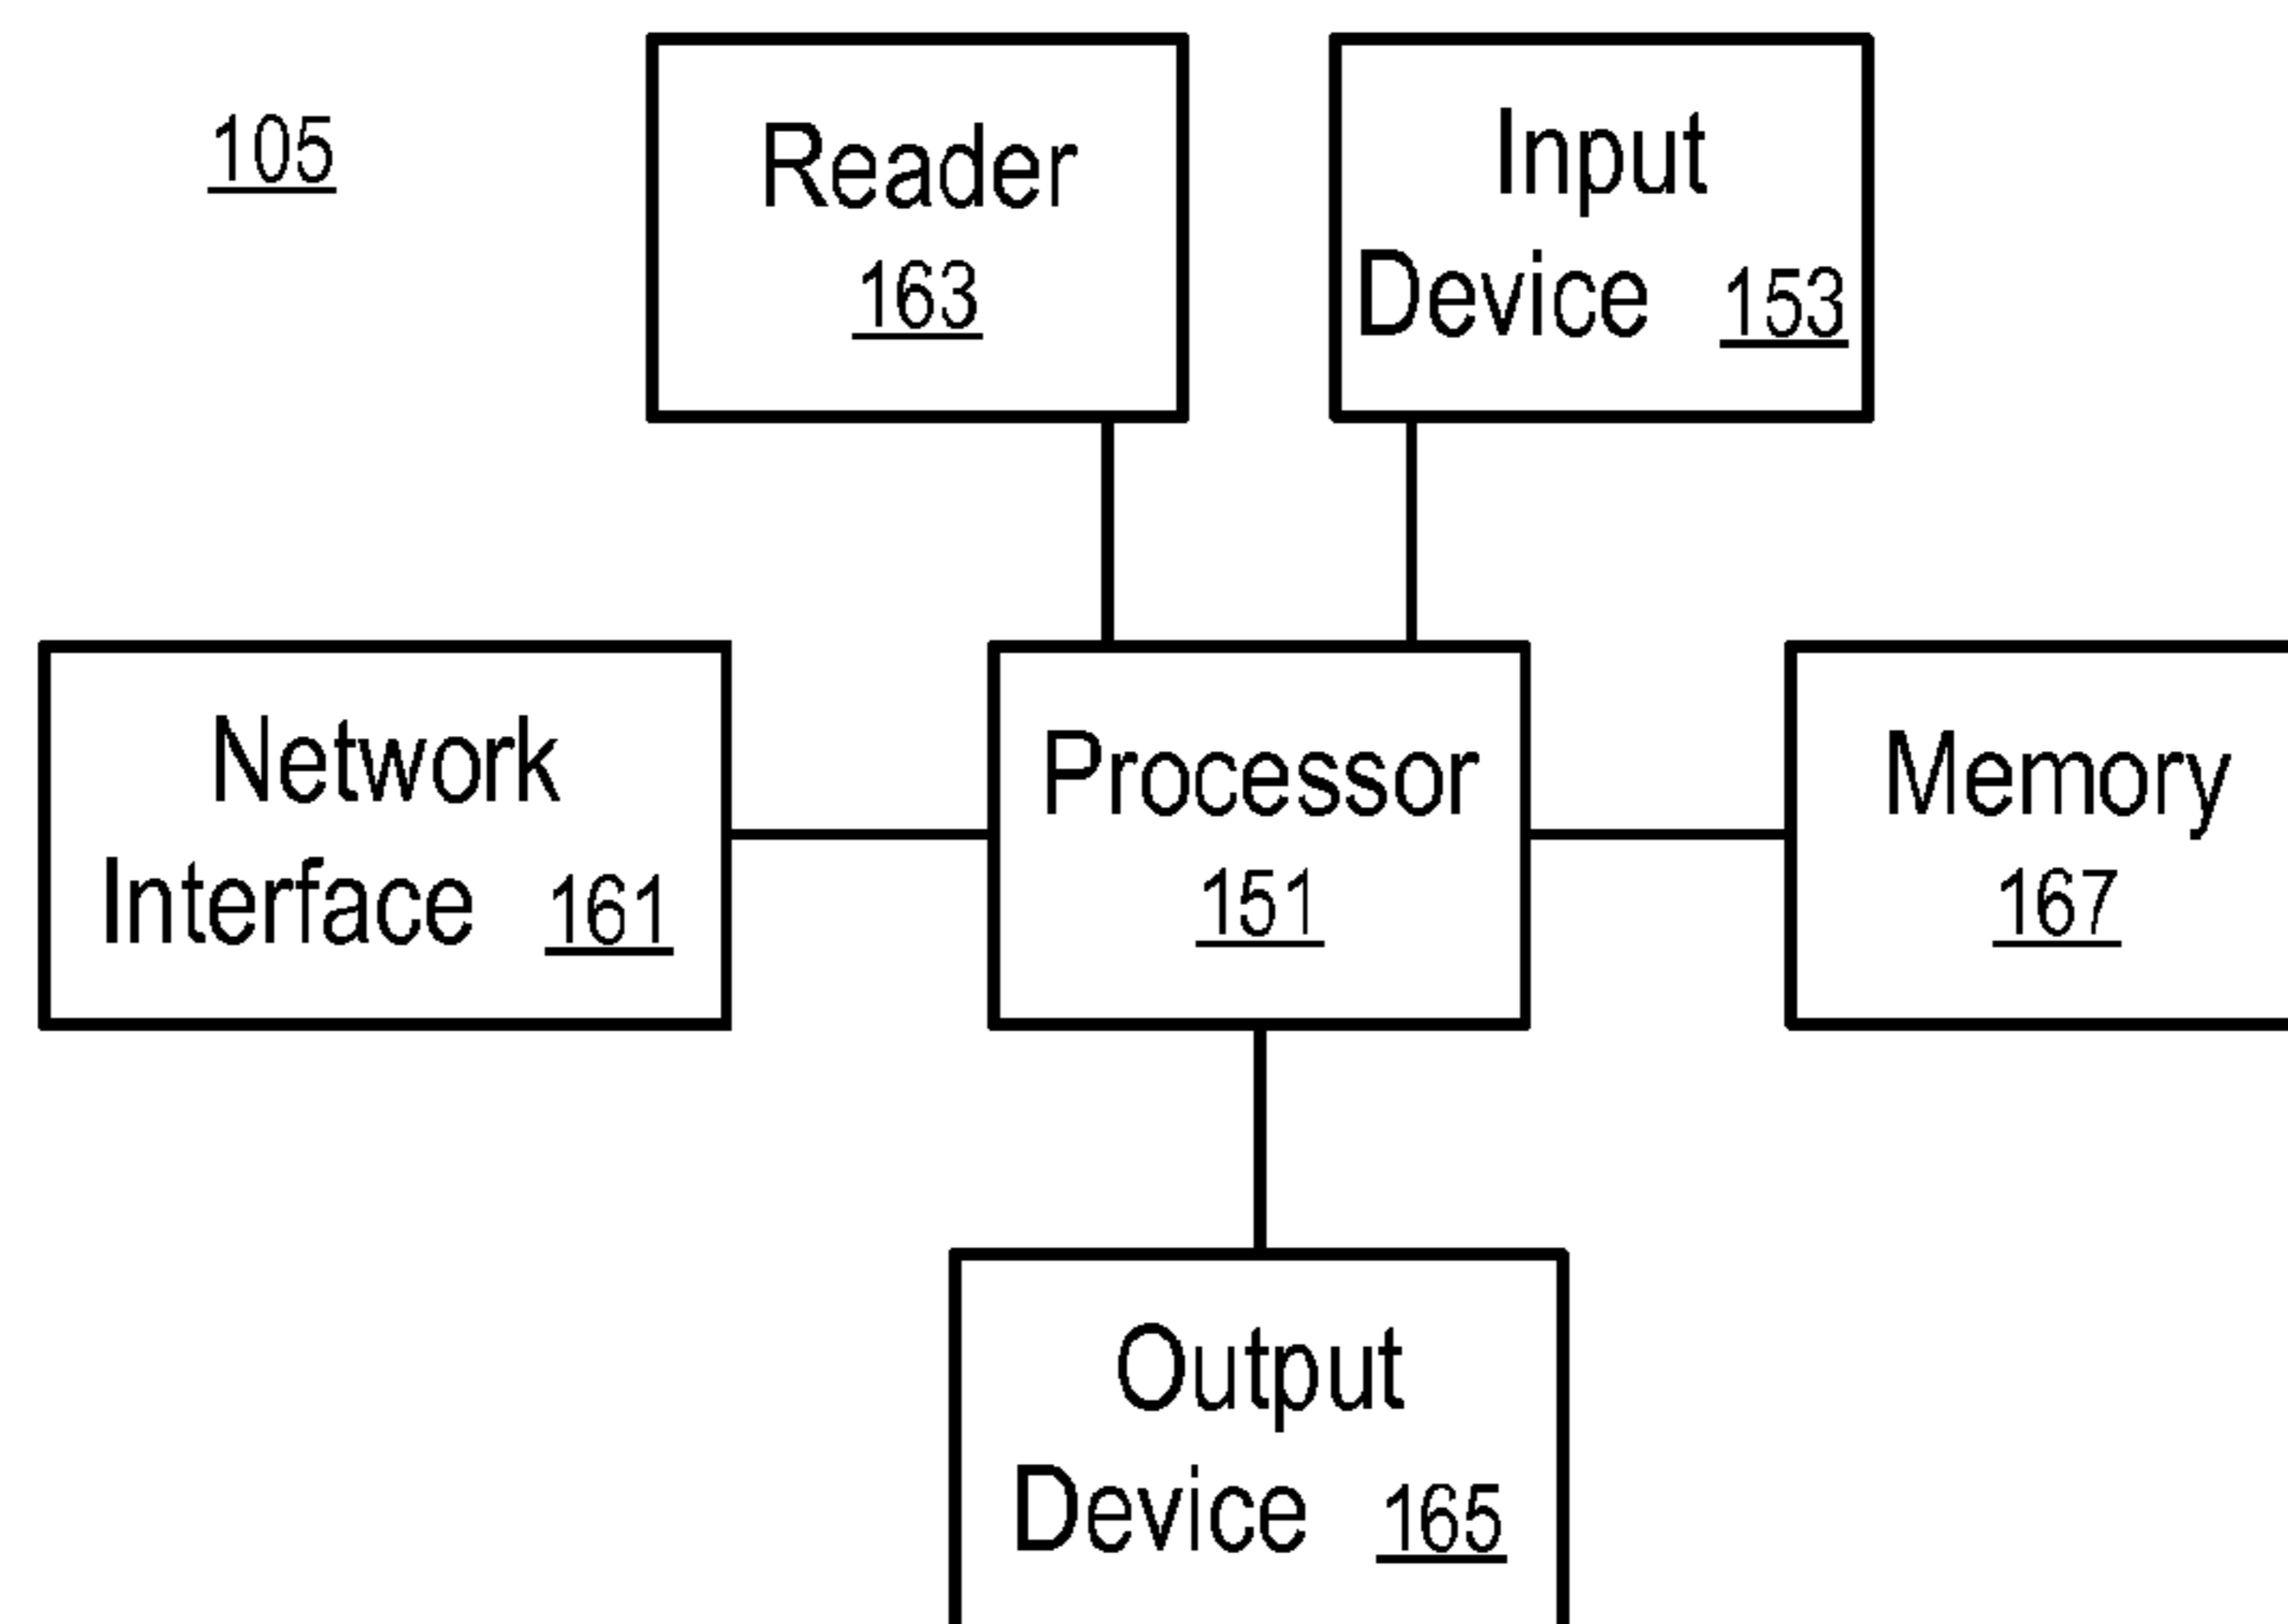 105
Reader
163
Input
Device 153
Network
Interface 161
Processor
151
Memory
167
Output
Device 165